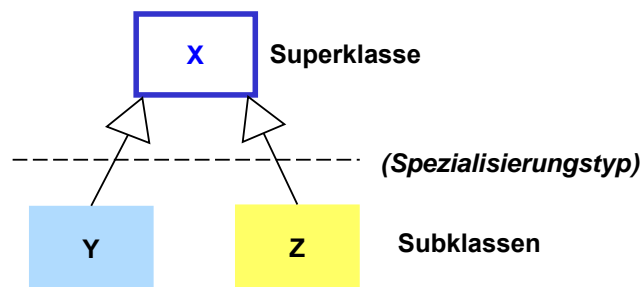 X
Superklasse
(Spezialisierungstyp)
Y
Z
Subklassen